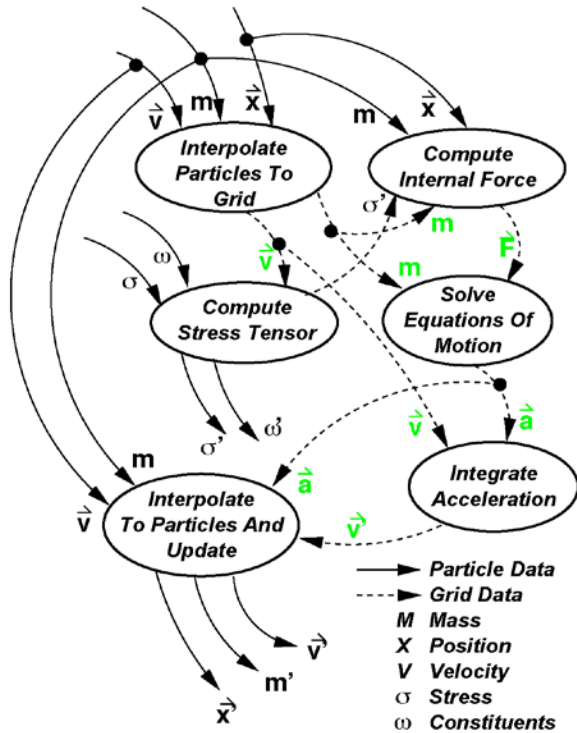 v⃗
m
x⃗
m
x⃗
Interpolate
Particles To
Grid
Compute
Internal Force
σ'
m
F⃗
ω
σ
v⃗
m
Compute
Stress Tensor
Solve
Equations Of
Motion
σ'
ω'
v⃗
a⃗
m
v⃗
a⃗
Interpolate
To Particles And
Update
Integrate
Acceleration
v⃗'
v⃗'
m'
x⃗'
Particle Data
Grid Data
M Mass
X Position
V Velocity
σ Stress
ω Constituents